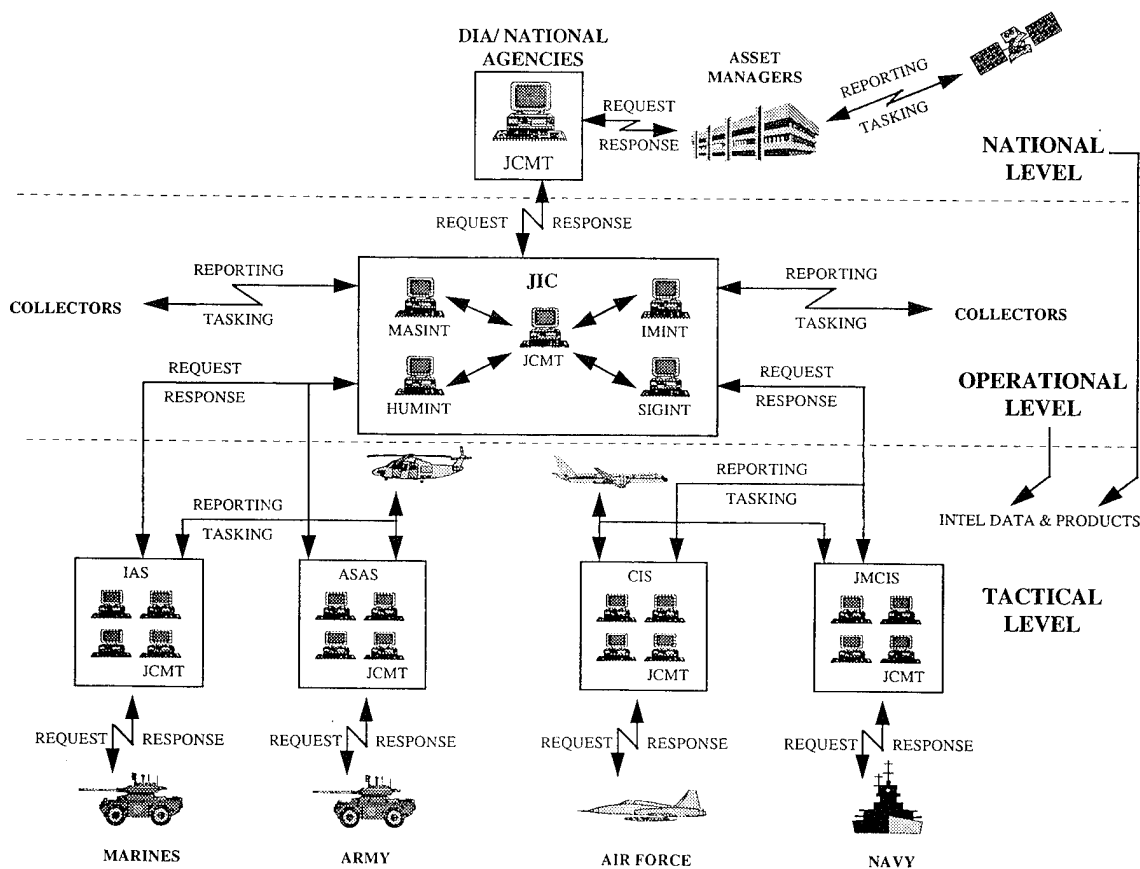 DIA/ NATIONAL
AGENCIES
JCMT
REQUEST
RESPONSE
ASSET
MANAGERS
REPORTING
TASKING
NATIONAL
LEVEL
REQUEST
RESPONSE
COLLECTORS
REPORTING
TASKING
JIC
MASINT
IMINT
JCMT
HUMINT
SIGINT
REPORTING
TASKING
COLLECTORS
REQUEST
RESPONSE
REQUEST
RESPONSE
OPERATIONAL
LEVEL
REPORTING
TASKING
REPORTING
TASKING
INTEL DATA & PRODUCTS
IAS
JCMT
ASAS
JCMT
CIS
JCMT
JMCIS
JCMT
TACTICAL
LEVEL
REQUEST
RESPONSE
REQUEST
RESPONSE
REQUEST
RESPONSE
REQUEST
RESPONSE
MARINES
ARMY
AIR FORCE
NAVY